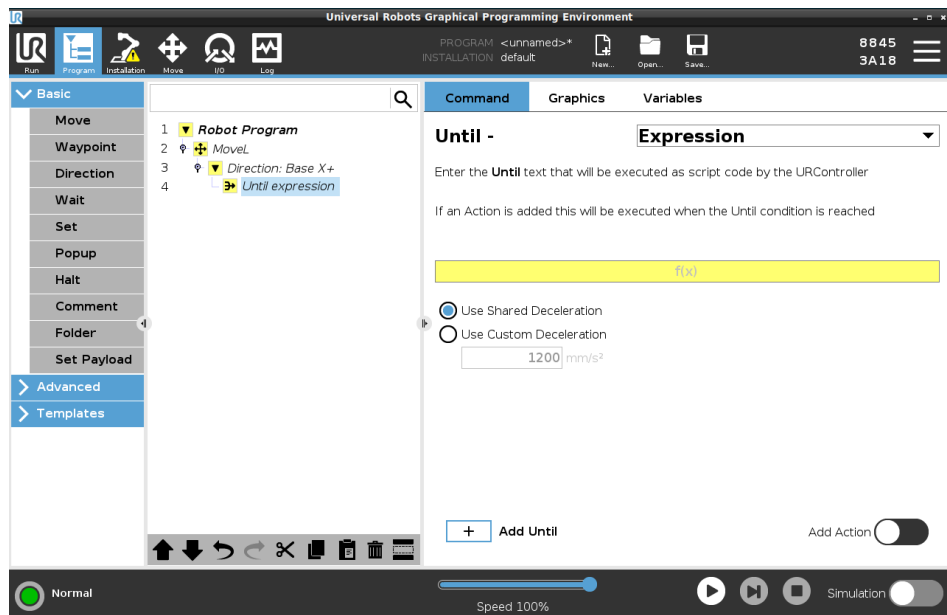 Universal Robots Graphical Programming Environment
Run
Program
Installation
Move
I/O
Log
PROGRAM <unnamed>*
INSTALLATION default
New...
Open...
Save...
8845
3A18
Basic
Move
Waypoint
Direction
Wait
Set
Popup
Halt
Comment
Folder
Set Payload
Advanced
Templates
1 Robot Program
2 MoveL
3 Direction: Base X+
4 Until expression
Command Graphics Variables
Until - Expression
Enter the Until text that will be executed as script code by the URController
If an Action is added this will be executed when the Until condition is reached
f(x)
Use Shared Deceleration
Use Custom Deceleration
1200 mm/s²
+ Add Until
Add Action
Normal
Speed 100%
Simulation